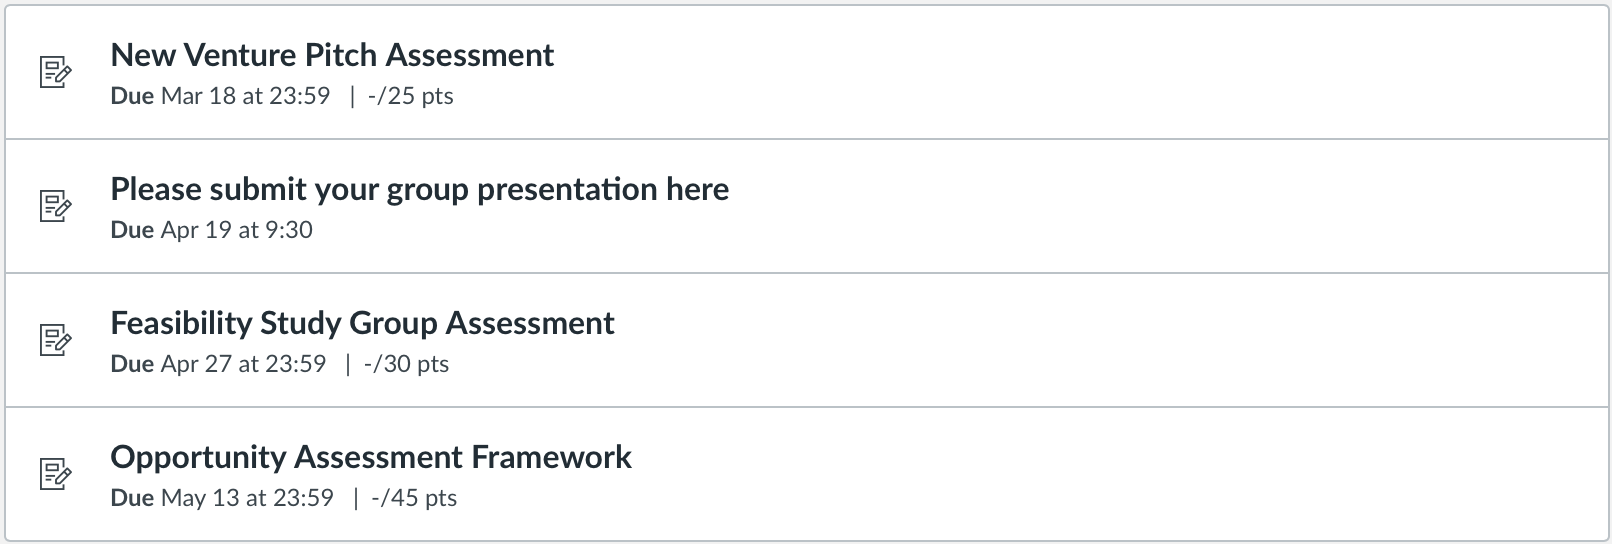 New Venture Pitch Assessment
Due Mar 18 at 23:59 | -/25 pts
Please submit your group presentation here
Due Apr 19 at 9:30
Feasibility Study Group Assessment
Due Apr 27 at 23:59 | -/30 pts
Opportunity Assessment Framework
Due May 13 at 23:59 | -/45 pts